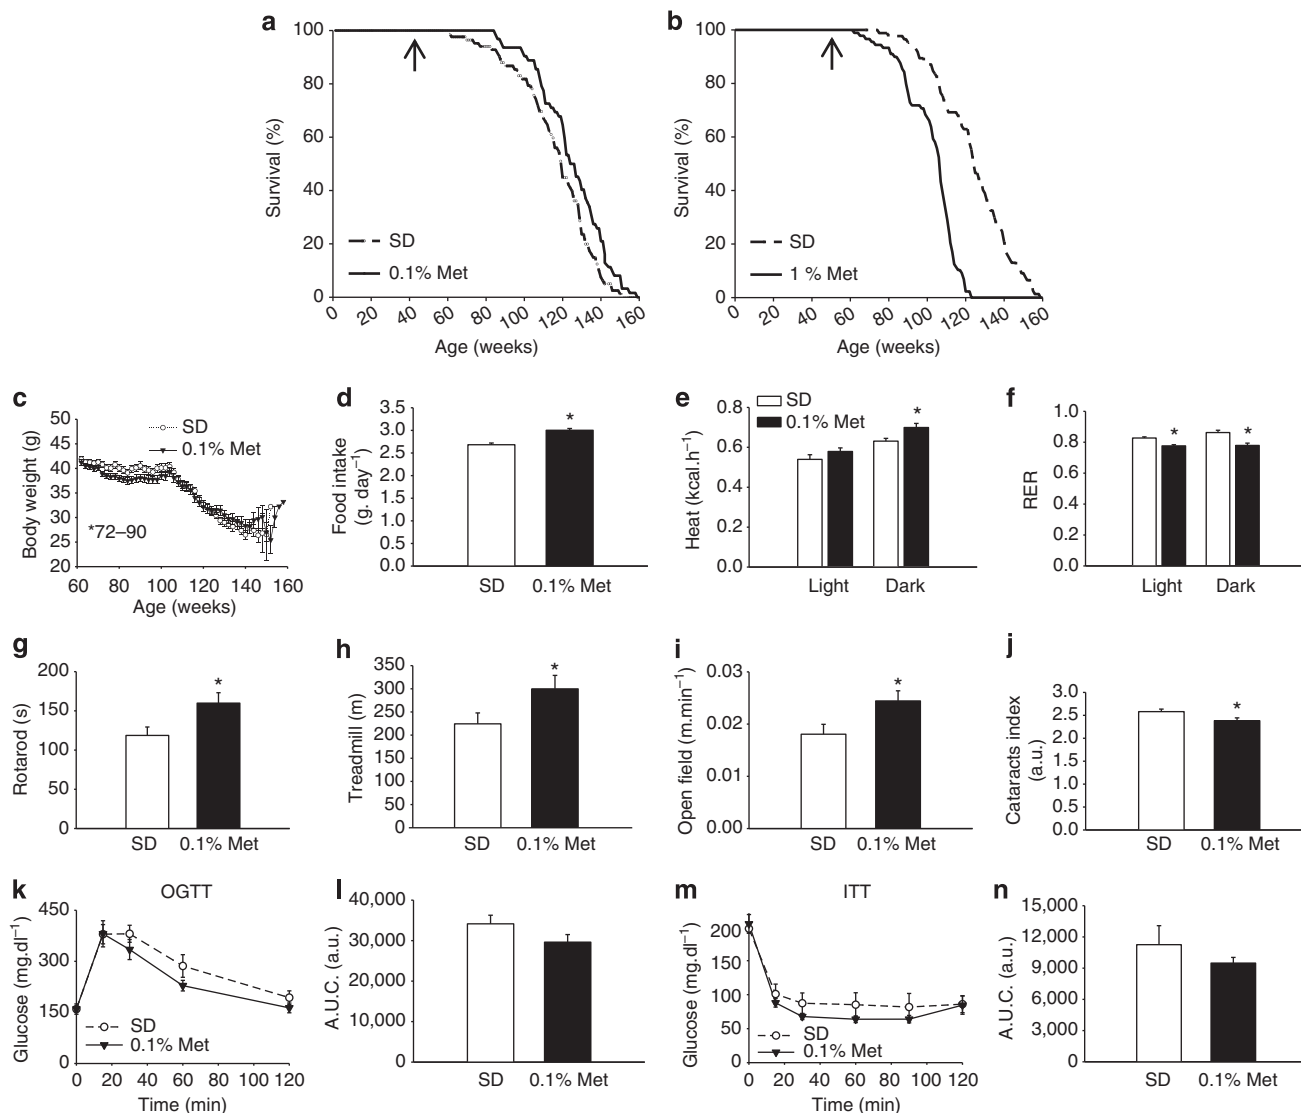 a
100
80
60
40
20
0
Survival (%)
SD
0.1% Met
0 20 40 60 80 100 120 140 160
Age (weeks)
b
100
80
60
40
20
0
Survival (%)
SD
1 % Met
0 20 40 60 80 100 120 140 160
Age (weeks)
c
50
45
40
35
30
25
20
Body weight (g)
SD
0.1% Met
*72–90
60 80 100 120 140 160
Age (weeks)
d
3.5
3.0
2.5
2.0
1.5
1.0
0.5
0.0
Food intake
(g. day⁻¹)
*
SD 0.1% Met
e
0.8
0.6
0.4
0.2
0.0
Heat (kcal.h⁻¹)
SD
0.1% Met
*
Light Dark
f
1.0
0.8
0.6
0.4
0.2
0.0
RER
* *
Light Dark
g
200
150
100
50
0
Rotarod (s)
*
SD 0.1% Met
h
350
300
250
200
150
100
50
0
Treadmill (m)
*
SD 0.1% Met
i
0.03
0.02
0.01
0.00
Open field (m.min⁻¹)
*
SD 0.1% Met
j
3.0
2.5
2.0
1.5
1.0
0.5
0.0
Cataracts index
(a.u.)
*
SD 0.1% Met
k
OGTT
450
300
150
0
Glucose (mg.dl⁻¹)
SD
0.1% Met
0 20 40 60 80 100 120
Time (min)
l
40,000
30,000
20,000
10,000
0
A.U.C. (a.u.)
SD 0.1% Met
m
ITT
200
150
100
50
0
Glucose (mg.dl⁻¹)
SD
0.1% Met
0 20 40 60 80 100 120
Time (min)
n
15,000
12,000
9,000
6,000
3,000
0
A.U.C. (a.u.)
SD 0.1% Met